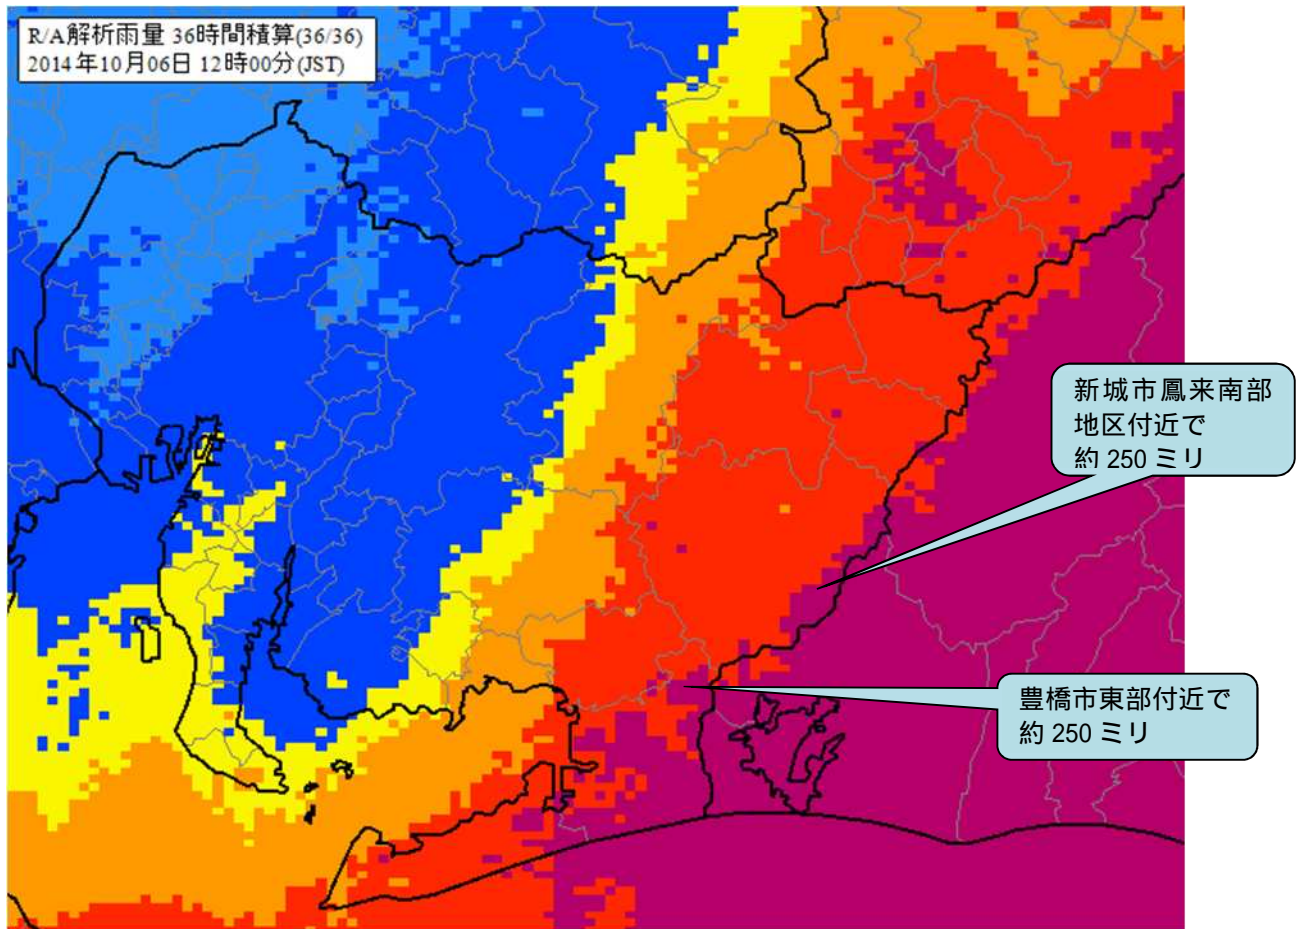 R/A解析雨量 36時間積算(36/36)
2014年10月06日 12時00分(JST)
新城市鳳来南部
地区付近で
約 250 ミリ
豊橋市東部付近で
約 250 ミリ